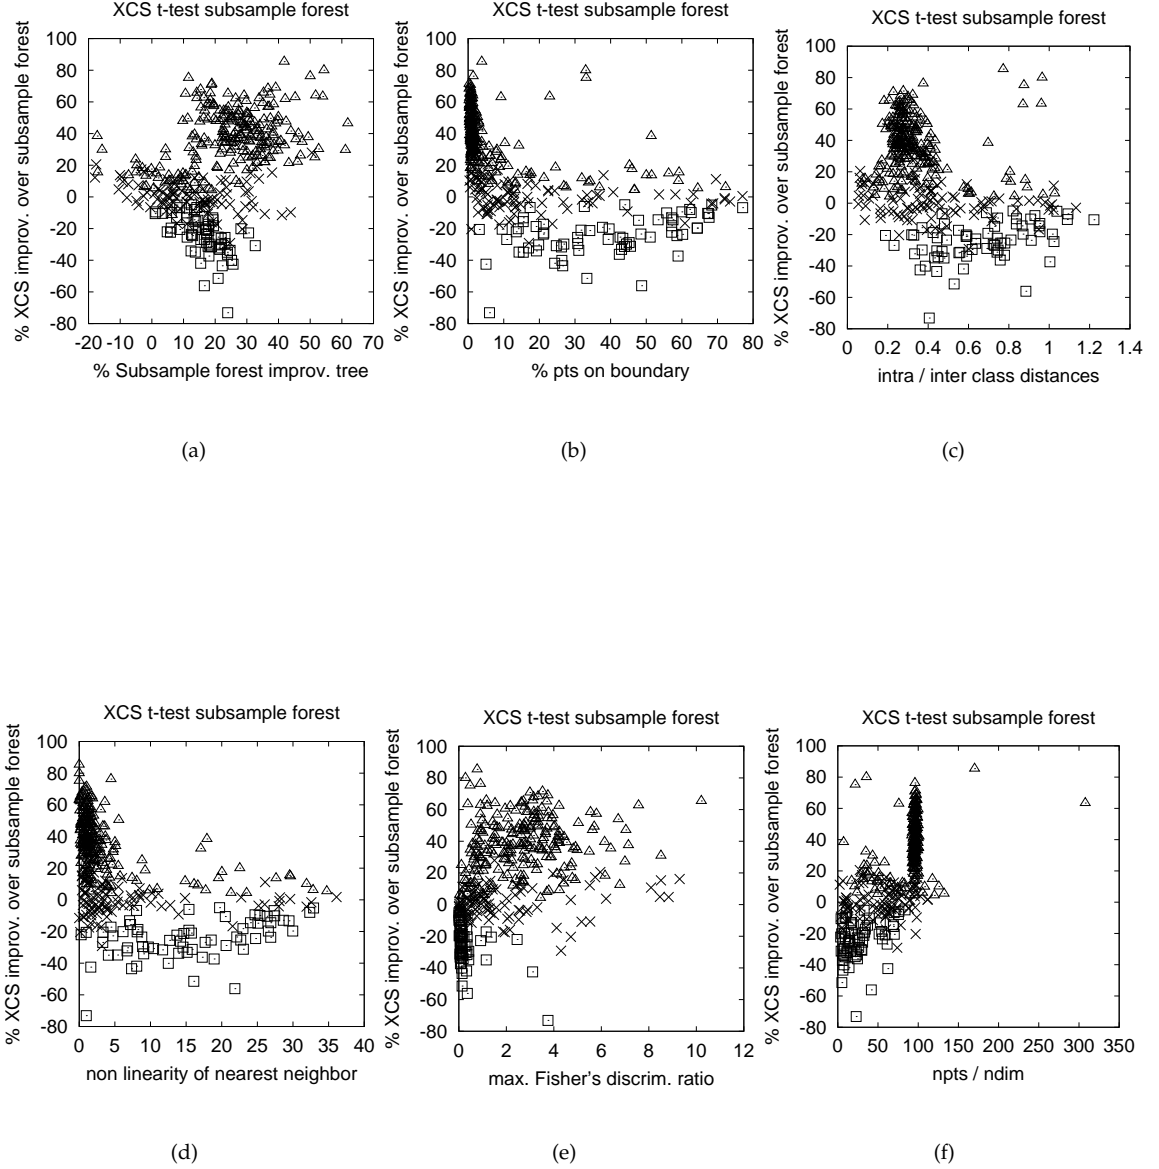 XCS t-test subsample forest
% XCS improv. over subsample forest
100
80
60
40
20
0
-20
-40
-60
-80
-20 -10 0 10 20 30 40 50 60 70
% Subsample forest improv. tree
(a)
XCS t-test subsample forest
% XCS improv. over subsample forest
100
80
60
40
20
0
-20
-40
-60
-80
0 10 20 30 40 50 60 70 80
% pts on boundary
(b)
XCS t-test subsample forest
% XCS improv. over subsample forest
100
80
60
40
20
0
-20
-40
-60
-80
0 0.2 0.4 0.6 0.8 1 1.2 1.4
intra / inter class distances
(c)
XCS t-test subsample forest
% XCS improv. over subsample forest
100
80
60
40
20
0
-20
-40
-60
-80
0 5 10 15 20 25 30 35 40
non linearity of nearest neighbor
(d)
XCS t-test subsample forest
% XCS improv. over subsample forest
100
80
60
40
20
0
-20
-40
-60
-80
0 2 4 6 8 10 12
max. Fisher's discrim. ratio
(e)
XCS t-test subsample forest
% XCS improv. over subsample forest
100
80
60
40
20
0
-20
-40
-60
-80
0 50 100 150 200 250 300 350
npts / ndim
(f)